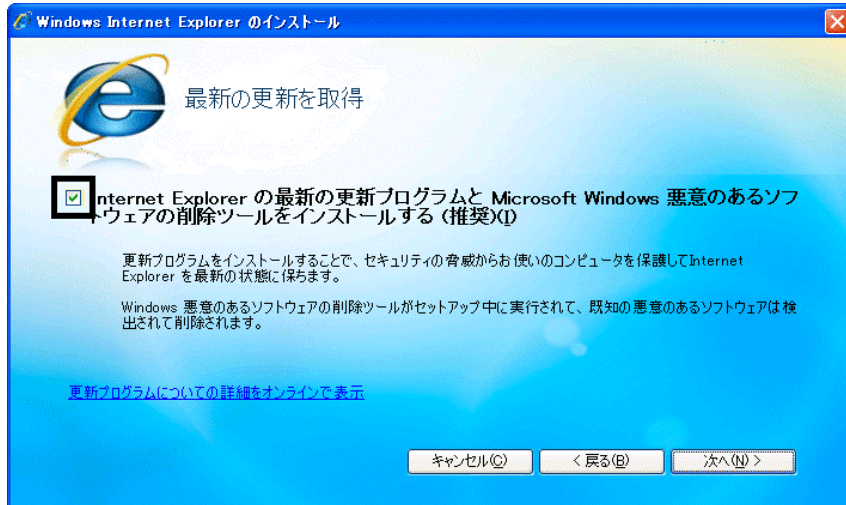 Windows Internet Explorer のインストール
最新の更新を取得
nternet Explorer の最新の更新プログラムと Microsoft Windows 悪意のあるソフ
トウェアの削除ツールをインストールする (推奨)(I)
更新プログラムをインストールすることで、セキュリティの脅威からお使いのコンピュータを保護してInternet
Explorer を最新の状態に保ちます。
Windows 悪意のあるソフトウェアの削除ツールがセットアップ中に実行されて、既知の悪意のあるソフトウェアは検
出されて削除されます。
更新プログラムについての詳細をオンラインで表示
キャンセル(C) < 戻る(B) 次へ(N) >